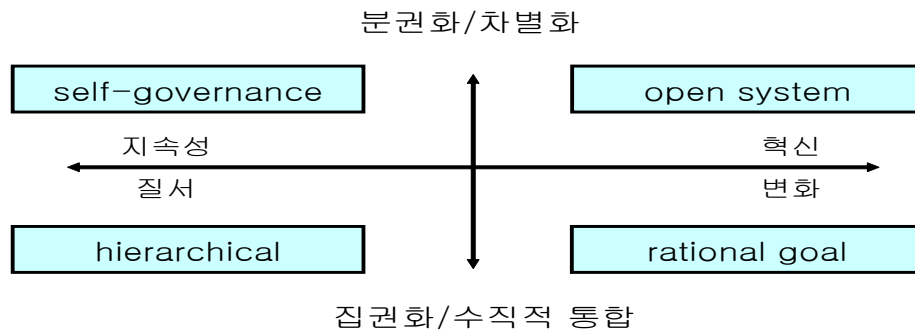 분권화/차별화
self-governance
open system
지속성
혁신
질서
변화
hierarchical
rational goal
집권화/수직적 통합